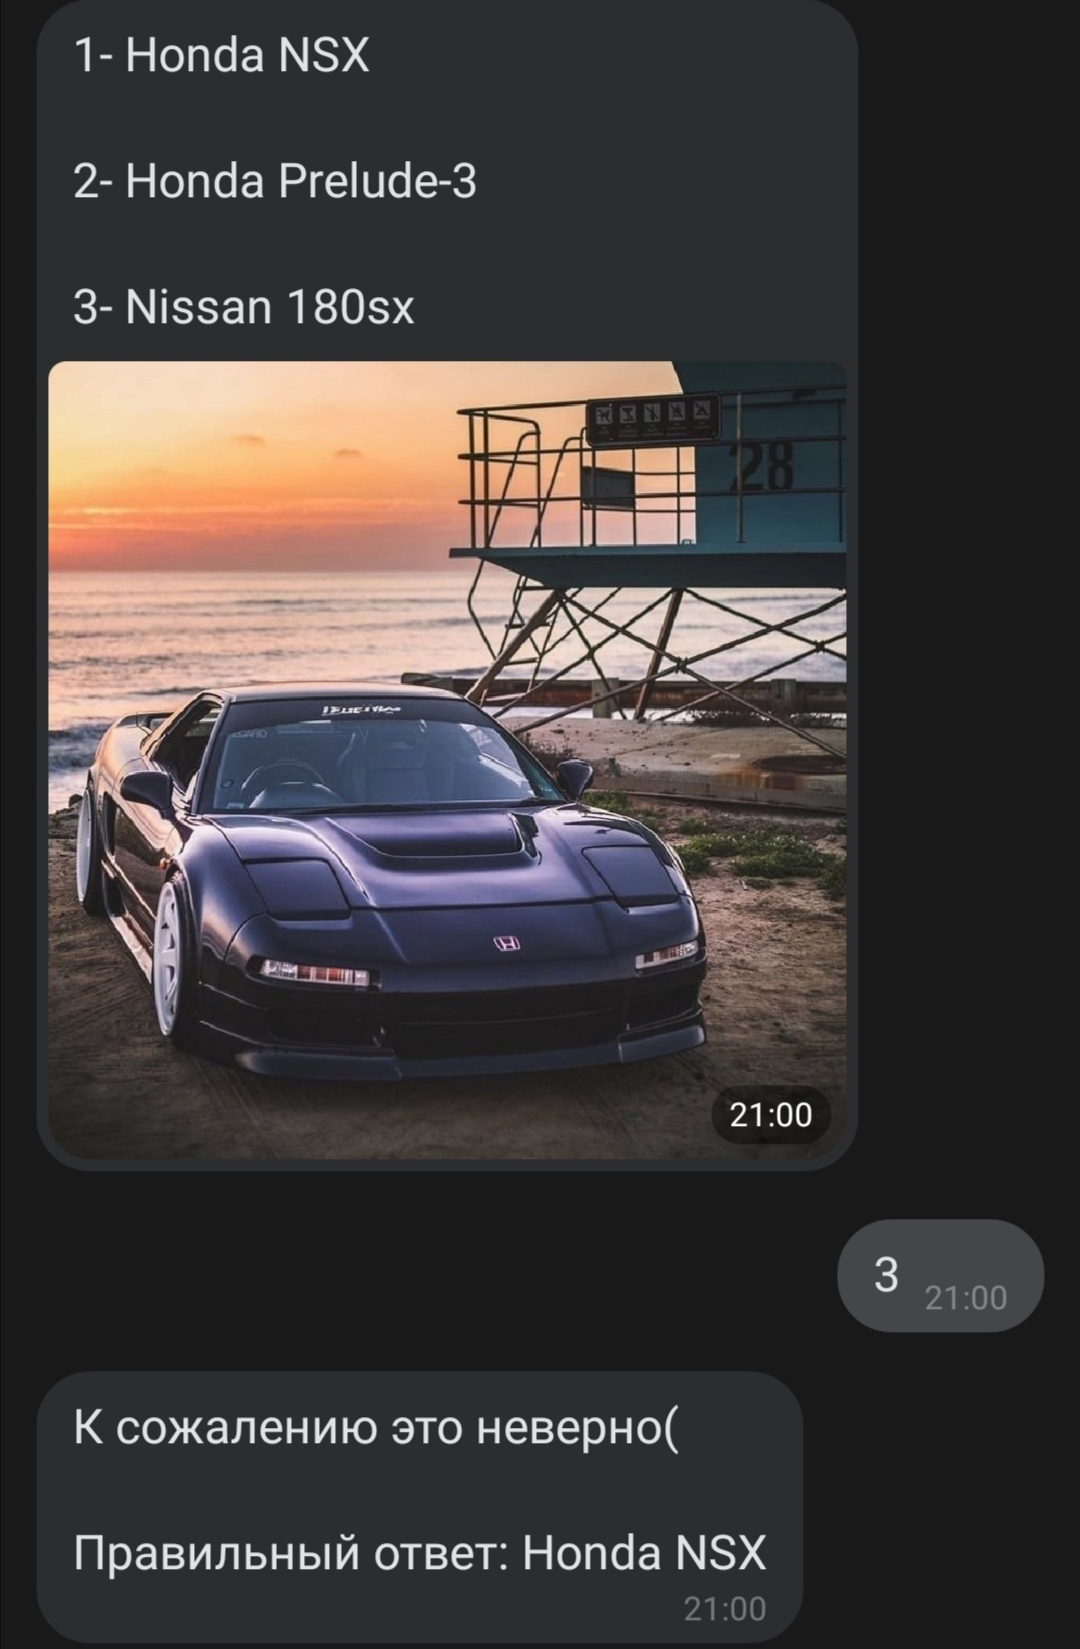 1- Honda NSX
2- Honda Prelude-3
3- Nissan 180sx
28
21:00
3
21:00
К сожалению это неверно(
Правильный ответ: Honda NSX
21:00